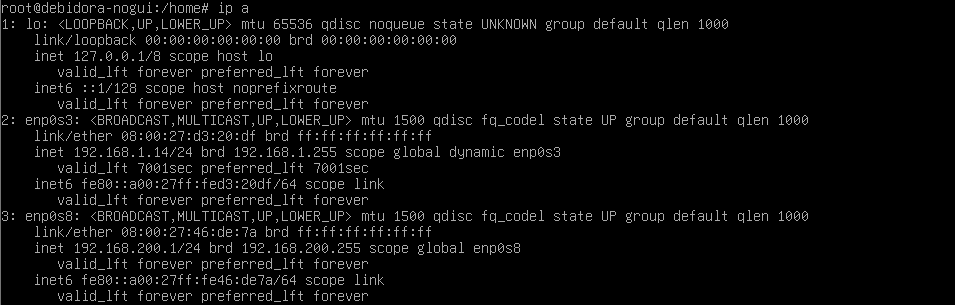 root@debidora-nogui:/home# ip a
1: lo: <LOOPBACK,UP,LOWER_UP> mtu 65536 qdisc noqueue state UNKNOWN group default qlen 1000
    link/loopback 00:00:00:00:00:00 brd 00:00:00:00:00:00
    inet 127.0.0.1/8 scope host lo
       valid_lft forever preferred_lft forever
    inet6 ::1/128 scope host noprefixroute
       valid_lft forever preferred_lft forever
2: enp0s3: <BROADCAST,MULTICAST,UP,LOWER_UP> mtu 1500 qdisc fq_codel state UP group default qlen 1000
    link/ether 08:00:27:d3:20:df brd ff:ff:ff:ff:ff:ff
    inet 192.168.1.14/24 brd 192.168.1.255 scope global dynamic enp0s3
       valid_lft 7001sec preferred_lft 7001sec
    inet6 fe80::a00:27ff:fed3:20df/64 scope link
       valid_lft forever preferred_lft forever
3: enp0s8: <BROADCAST,MULTICAST,UP,LOWER_UP> mtu 1500 qdisc fq_codel state UP group default qlen 1000
    link/ether 08:00:27:46:de:7a brd ff:ff:ff:ff:ff:ff
    inet 192.168.200.1/24 brd 192.168.200.255 scope global enp0s8
       valid_lft forever preferred_lft forever
    inet6 fe80::a00:27ff:fe46:de7a/64 scope link
       valid_lft forever preferred_lft forever